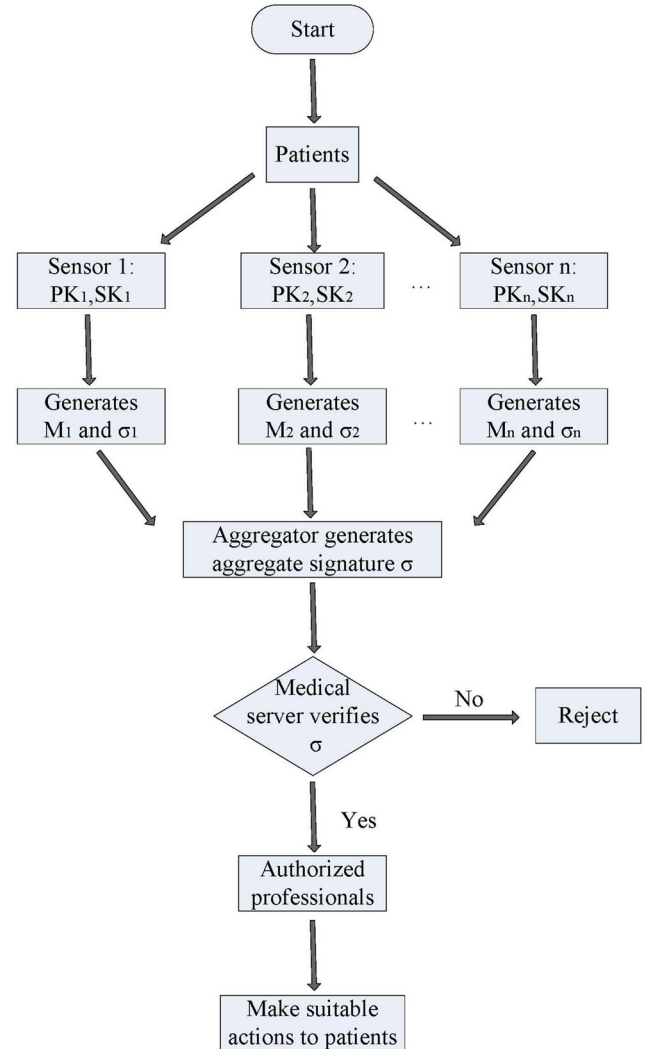 Start
Patients
Sensor 1:
PK₁,SK₁
Sensor 2:
PK₂,SK₂
...
Sensor n:
PKₙ,SKₙ
Generates
M₁ and σ₁
Generates
M₂ and σ₂
...
Generates
Mₙ and σₙ
Aggregator generates
aggregate signature σ
Medical
server verifies
σ
No
Reject
Yes
Authorized
professionals
Make suitable
actions to patients